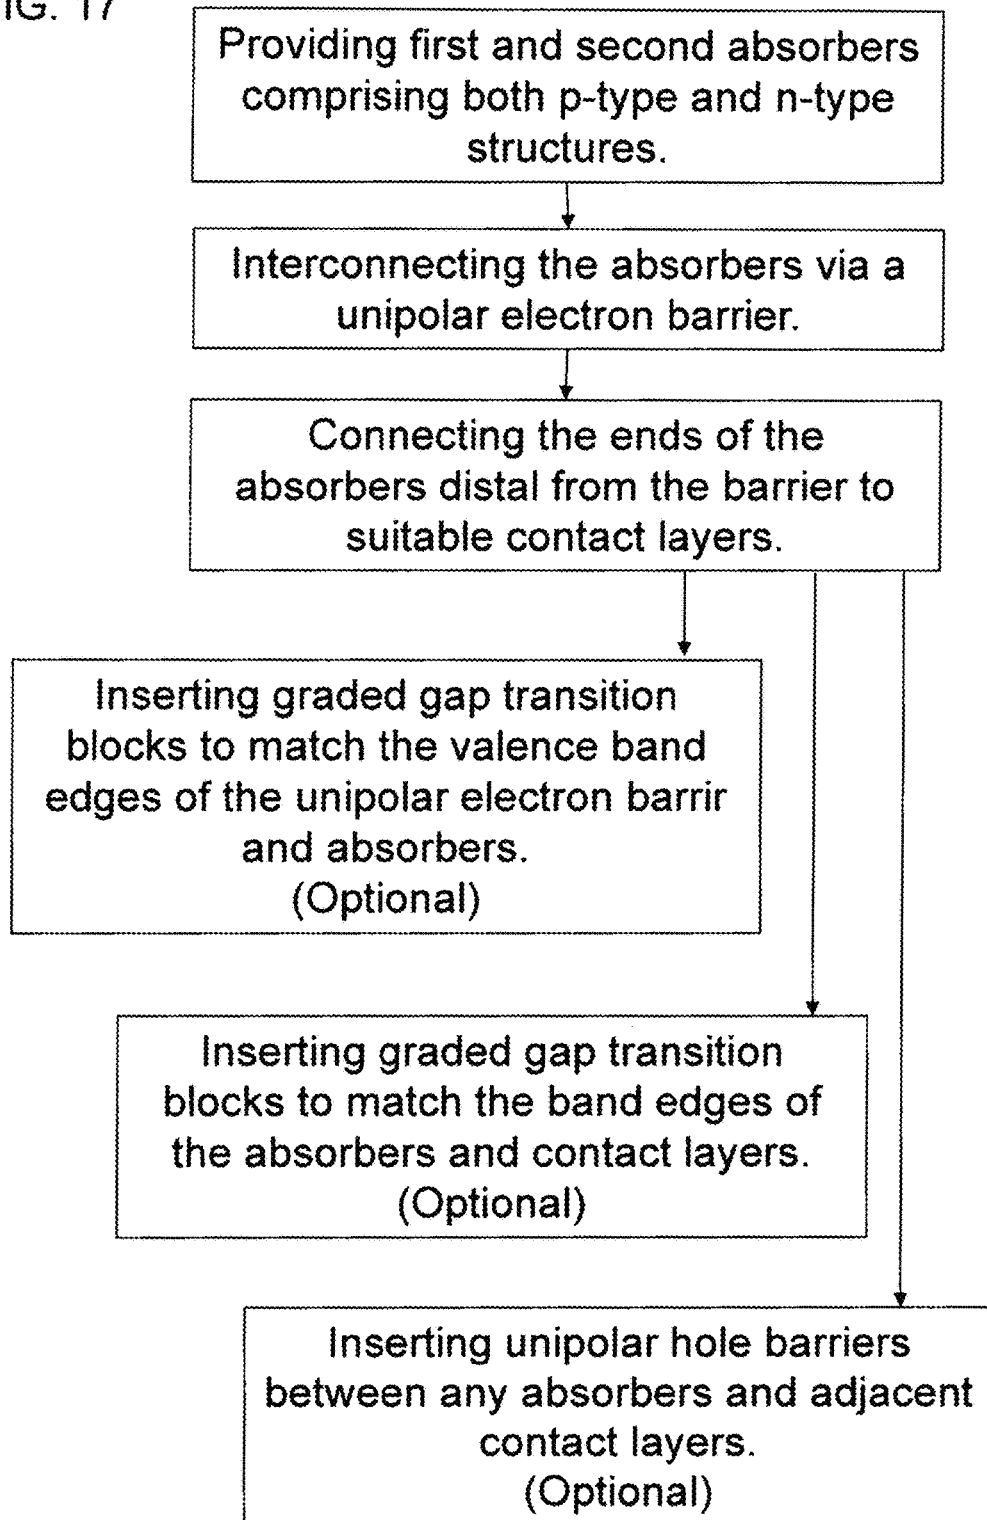 FIG. 17
Providing first and second absorbers
comprising both p-type and n-type
structures.
Interconnecting the absorbers via a
unipolar electron barrier.
Connecting the ends of the
absorbers distal from the barrier to
suitable contact layers.
Inserting graded gap transition
blocks to match the valence band
edges of the unipolar electron barrir
and absorbers.
(Optional)
Inserting graded gap transition
blocks to match the band edges of
the absorbers and contact layers.
(Optional)
Inserting unipolar hole barriers
between any absorbers and adjacent
contact layers.
(Optional)